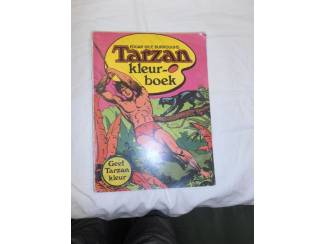 EDGAR RICE BURROUGHS
Tarzan
kleur-
boek
Geef
Tarzan
kleur